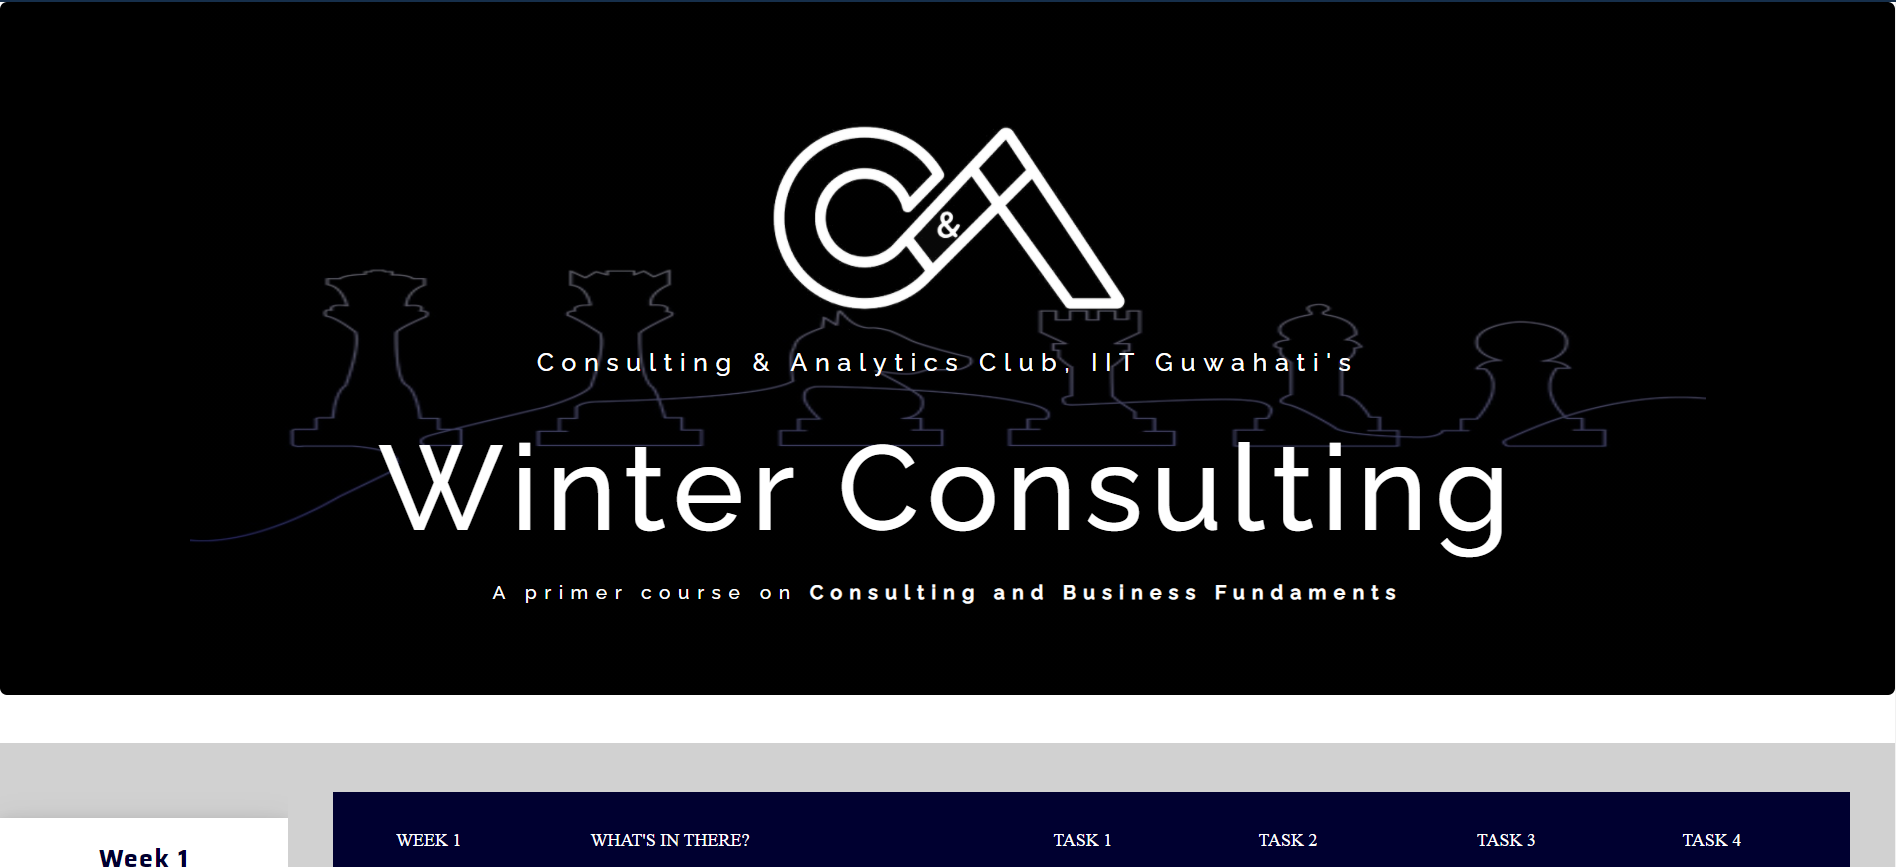 &
Consulting & Analytics Club, IIT Guwahati's
Winter Consulting
A primer course on Consulting and Business Fundaments
WEEK 1 WHAT'S IN THERE? TASK 1 TASK 2 TASK 3 TASK 4
Week 1